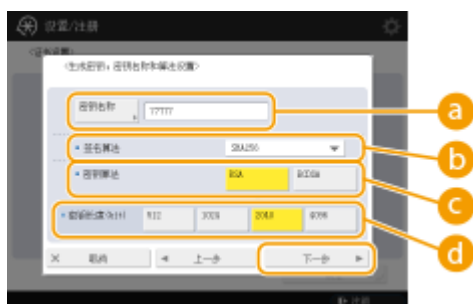 设置/注册
<生成密钥：密钥名称和算法设置>
密钥名称
77777
a
签名算法
SHA256
b
密钥算法
RSA
ECDSA
c
密钥长度(bit)
512
1024
2048
4096
d
取消
上一步
下一步